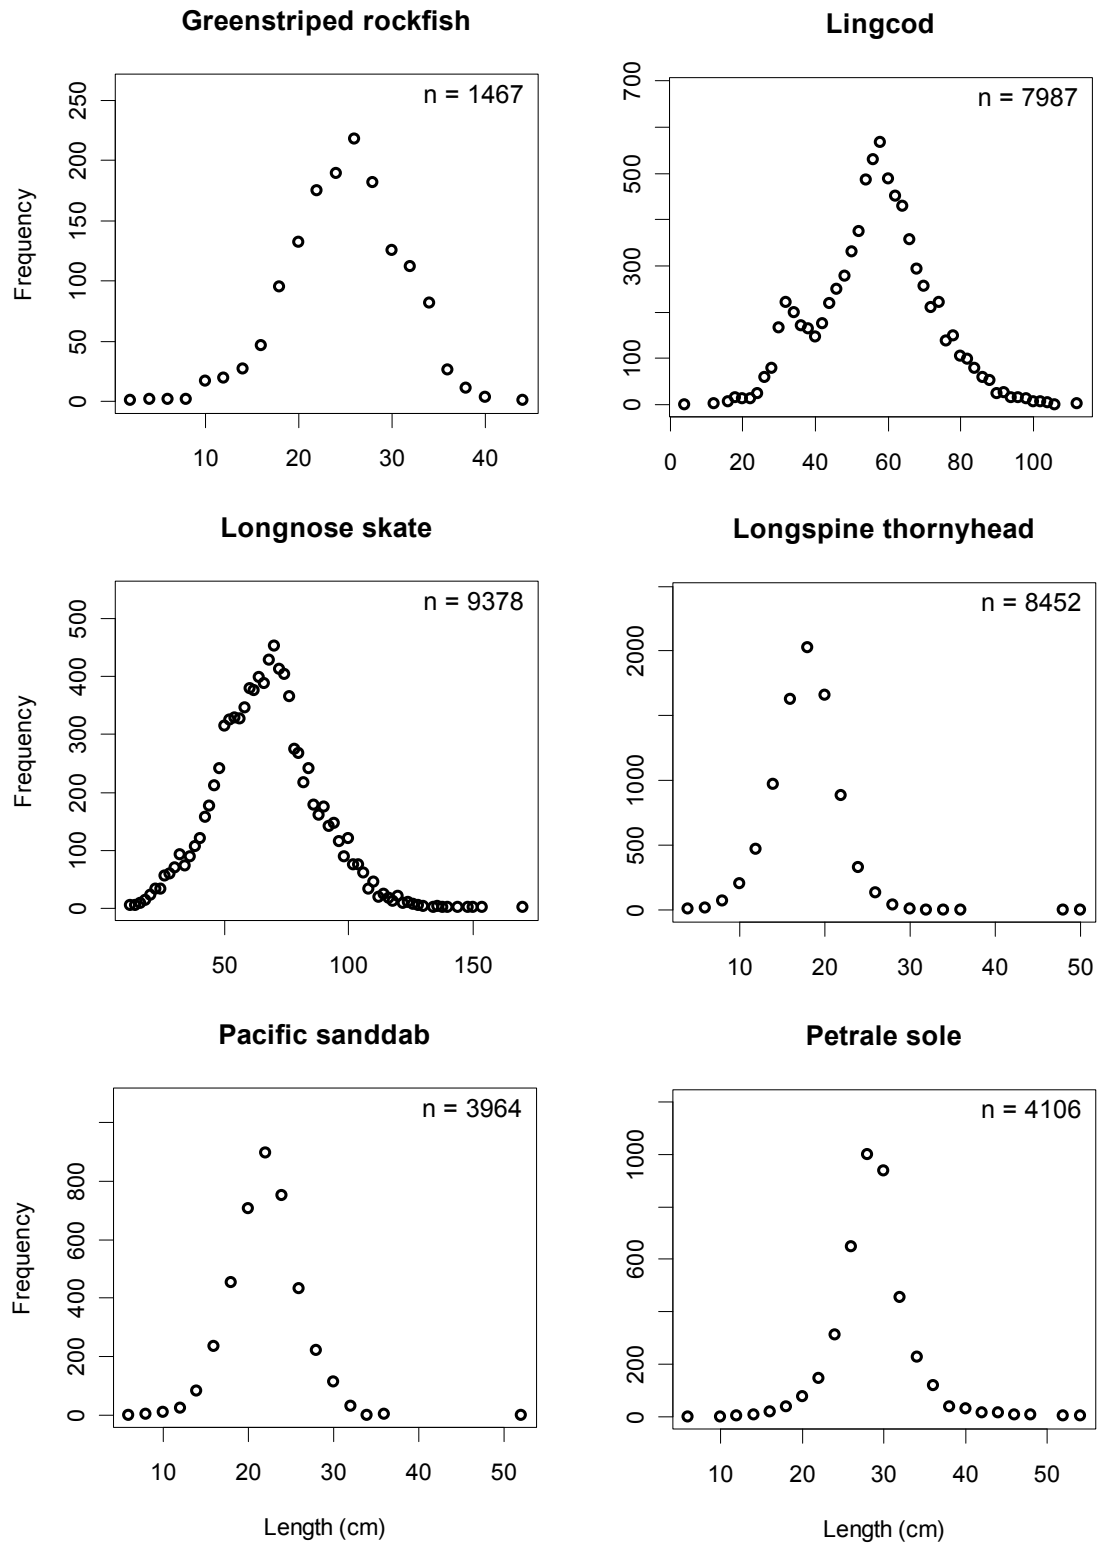 Greenstriped rockfish
n = 1467
Frequency
250
200
150
100
50
0
10 20 30 40
Lingcod
n = 7987
700
500
300
100
0
0 20 40 60 80 100
Longnose skate
n = 9378
Frequency
500
400
300
200
100
0
50 100 150
Longspine thornyhead
n = 8452
2000
1000
500
0
10 20 30 40 50
Pacific sanddab
n = 3964
Frequency
800
600
400
200
0
10 20 30 40 50
Length (cm)
Petrale sole
n = 4106
1000
600
200
0
10 20 30 40 50
Length (cm)